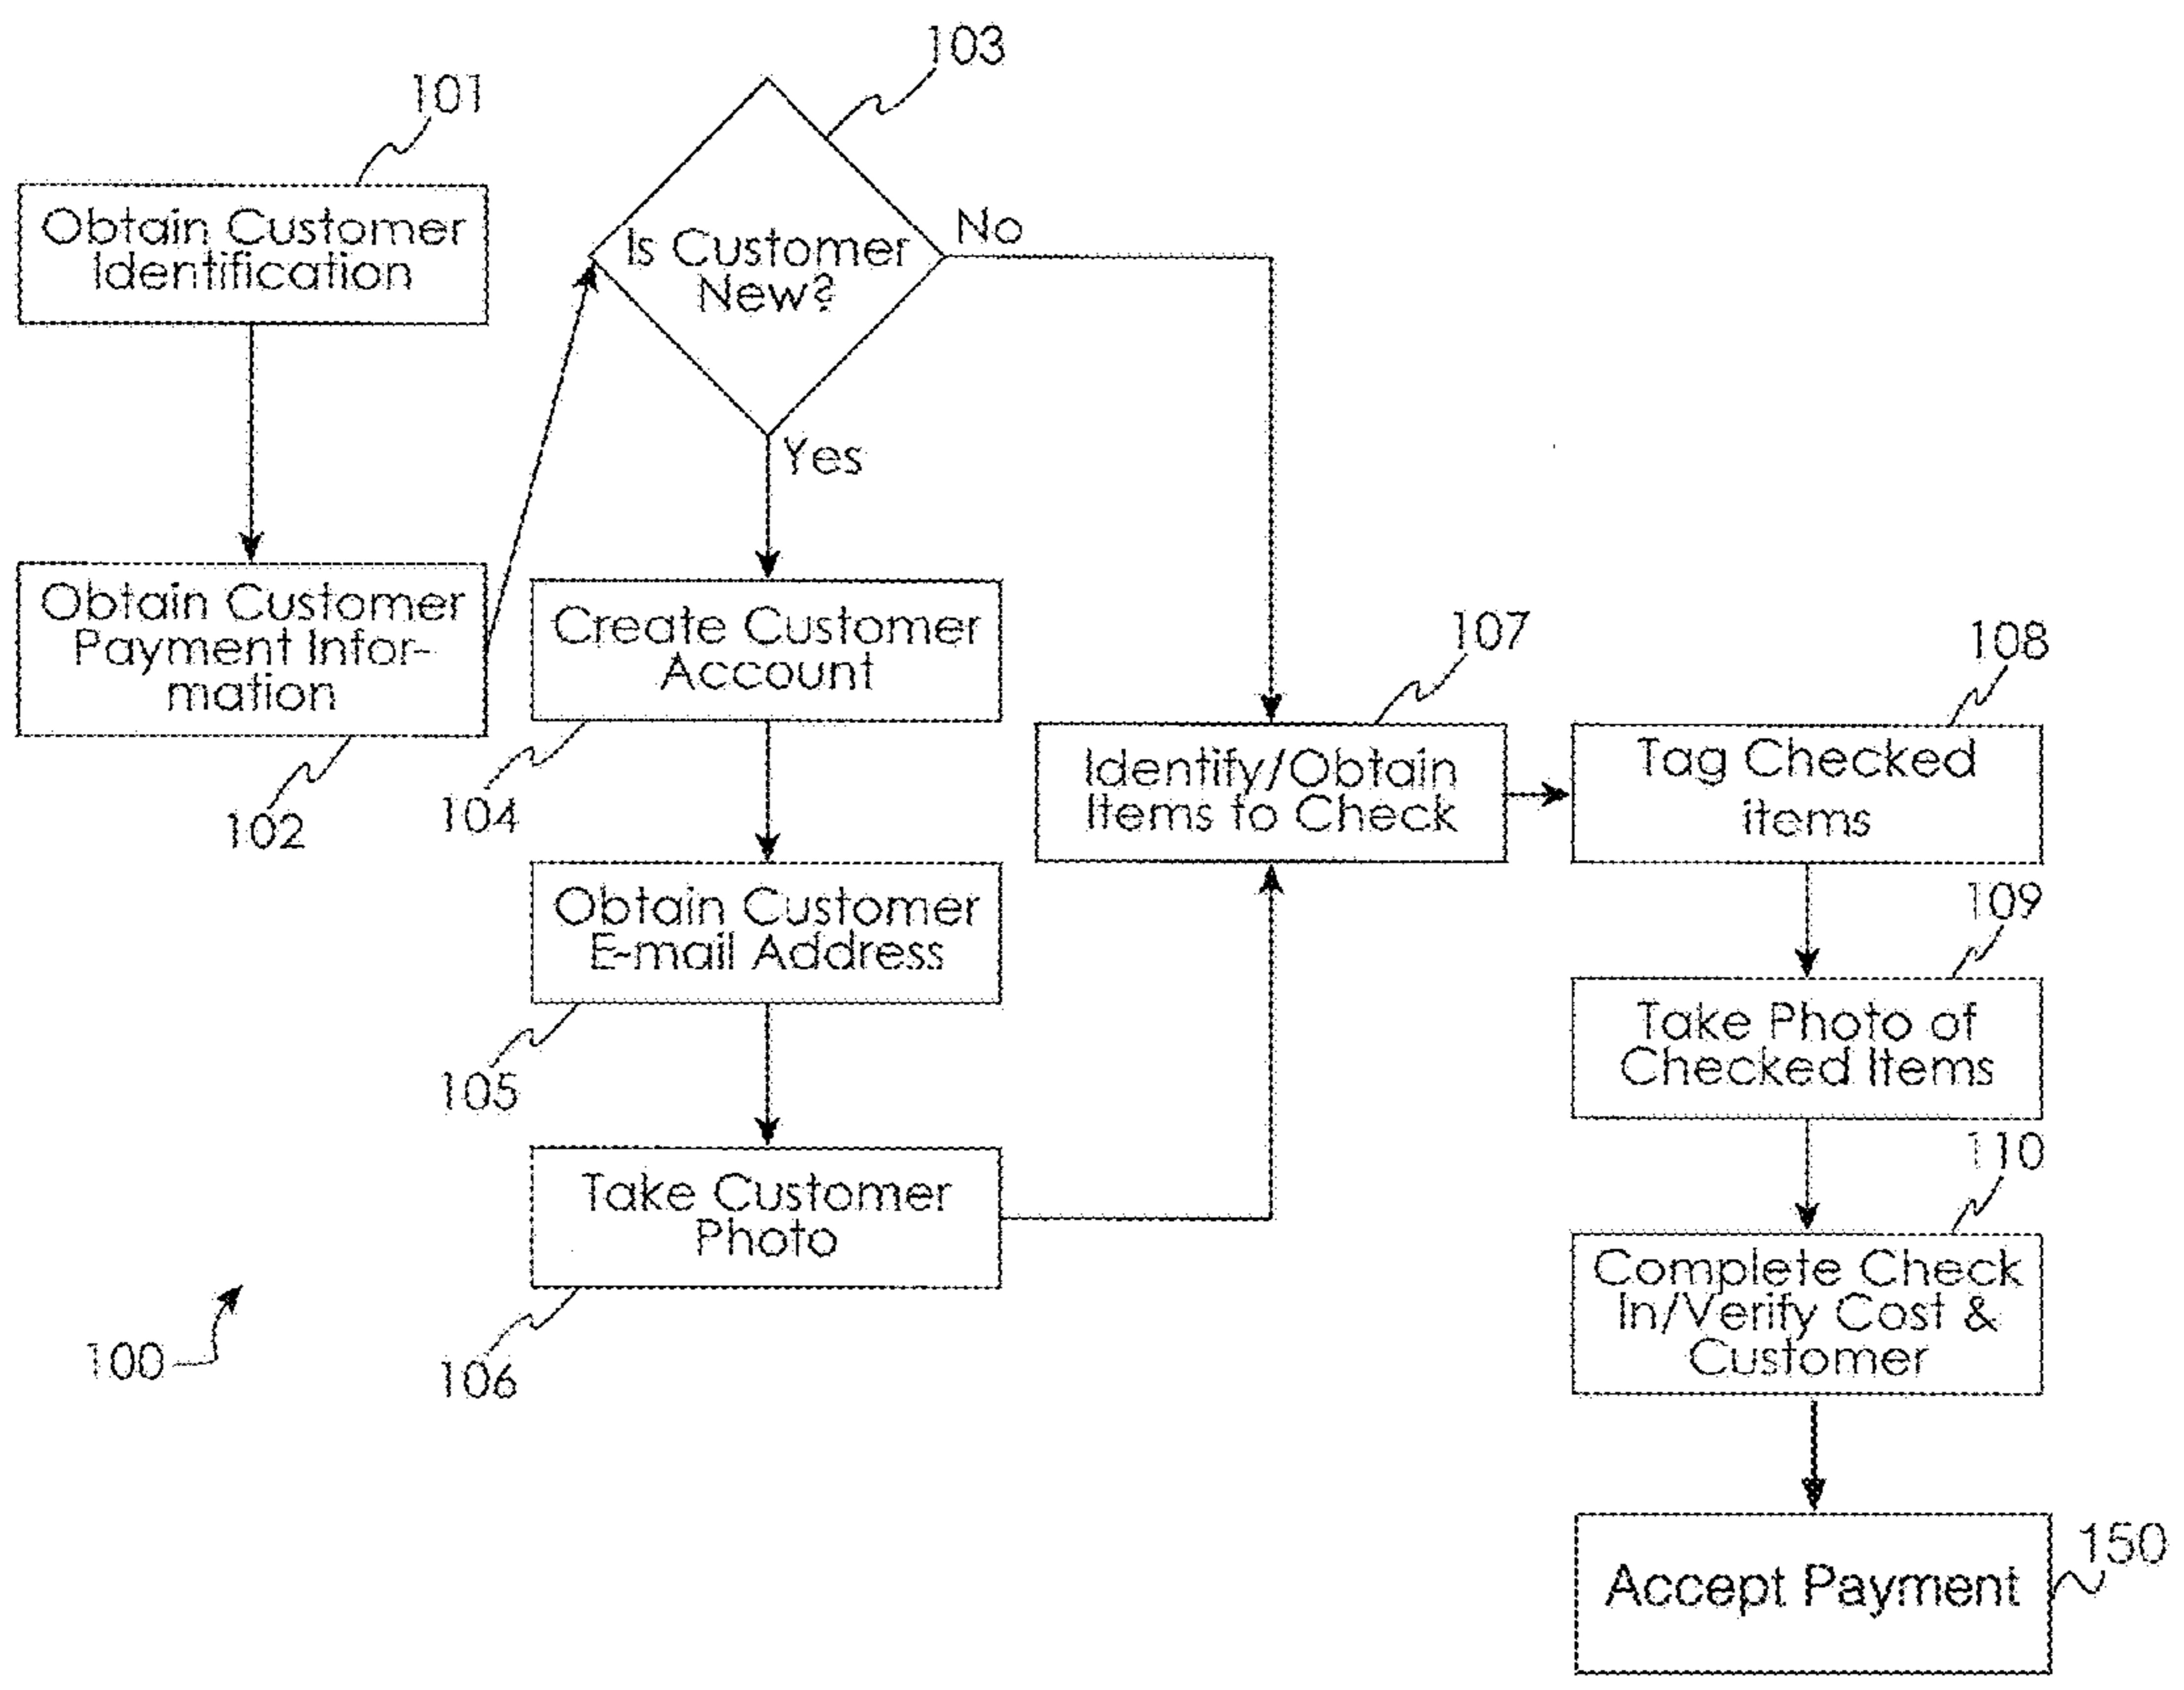 101
Obtain Customer
Identification
Obtain Customer
Payment Infor-
mation
102
103
Is Customer
New?
No
Yes
Create Customer
Account
104
Obtain Customer
E-mail Address
105
Take Customer
Photo
106
107
Identify/Obtain
Items to Check
108
Tag Checked
items
109
Take Photo of
Checked Items
110
Complete Check
In/Verify Cost &
Customer
Accept Payment
150
100